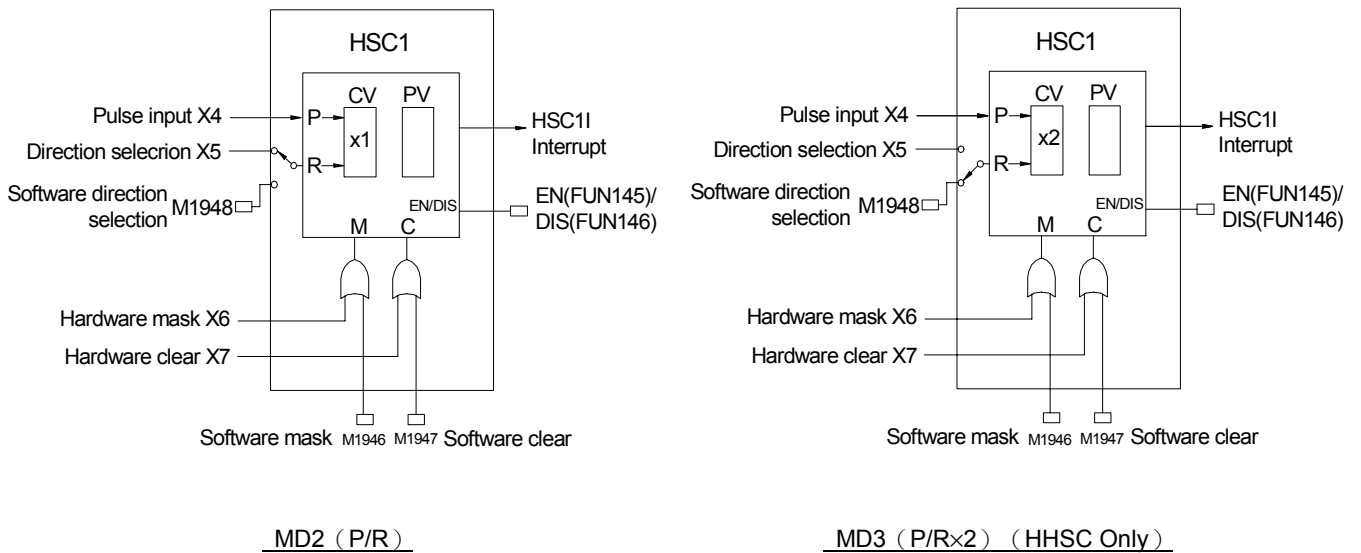 HSC1
CV PV
Pulse input X4
P
x1
HSC1I
Interrupt
Direction selecrion X5
R
Software direction
selection
M1948
EN/DIS
EN(FUN145)/
DIS(FUN146)
M C
Hardware mask X6
Hardware clear X7
Software mask M1946 M1947 Software clear
MD2（P/R）
HSC1
CV PV
Pulse input X4
P
x2
HSC1I
Interrupt
Direction selection X5
R
Software direction
selection
M1948
EN/DIS
EN(FUN145)/
DIS(FUN146)
M C
Hardware mask X6
Hardware clear X7
Software mask M1946 M1947 Software clear
MD3（P/R×2）（HHSC Only）